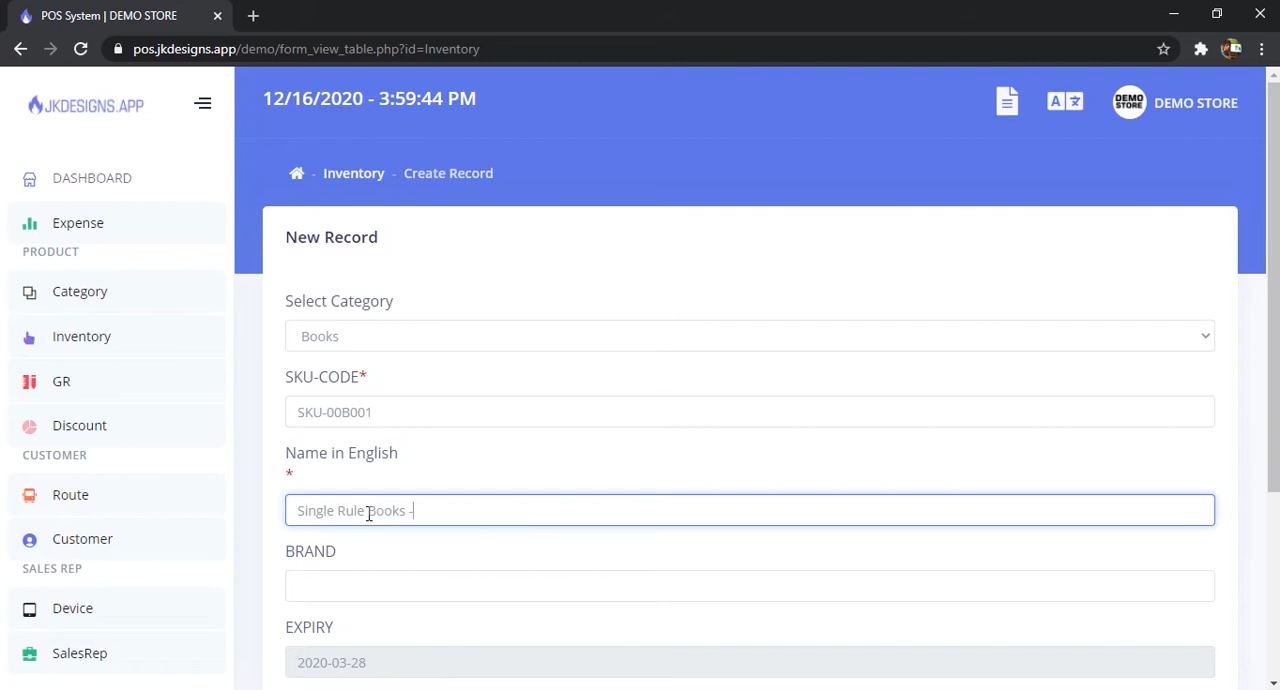 POS System | DEMO STORE
pos.jkdesigns.app/demo/form_view_table.php?id=Inventory
JKDESIGNS.APP
12/16/2020 - 3:59:44 PM
A
DEMO STORE
DEMO STORE
Inventory - Create Record
DASHBOARD
Expense
PRODUCT
Category
Inventory
GR
Discount
CUSTOMER
Route
Customer
SALES REP
Device
SalesRep
New Record
Select Category
Books
SKU-CODE*
SKU-00B001
Name in English
*
Single Rule Books -
BRAND
EXPIRY
2020-03-28